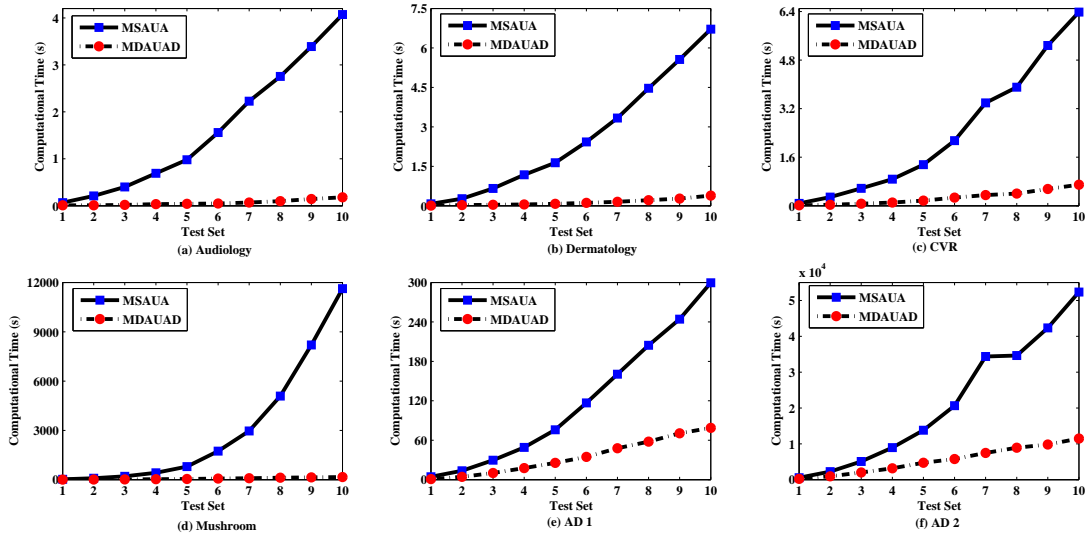 4
3
2
1
0
Computational Time (s)
MSAUA
MDAUAD
1 2 3 4 5 6 7 8 9 10
Test Set
(a) Audiology
7.5
6
4.5
3
1.5
0
Computational Time (s)
MSAUA
MDAUAD
1 2 3 4 5 6 7 8 9 10
Test Set
(b) Dermatology
6.4
4.8
3.2
1.6
0
Computational Time (s)
MSAUA
MDAUAD
1 2 3 4 5 6 7 8 9 10
Test Set
(c) CVR
12000
9000
6000
3000
0
Computational Time (s)
MSAUA
MDAUAD
1 2 3 4 5 6 7 8 9 10
Test Set
(d) Mushroom
300
240
180
120
60
0
Computational Time (s)
MSAUA
MDAUAD
1 2 3 4 5 6 7 8 9 10
Test Set
(e) AD 1
x 10^4
5
4
3
2
1
0
Computational Time (s)
MSAUA
MDAUAD
1 2 3 4 5 6 7 8 9 10
Test Set
(f) AD 2